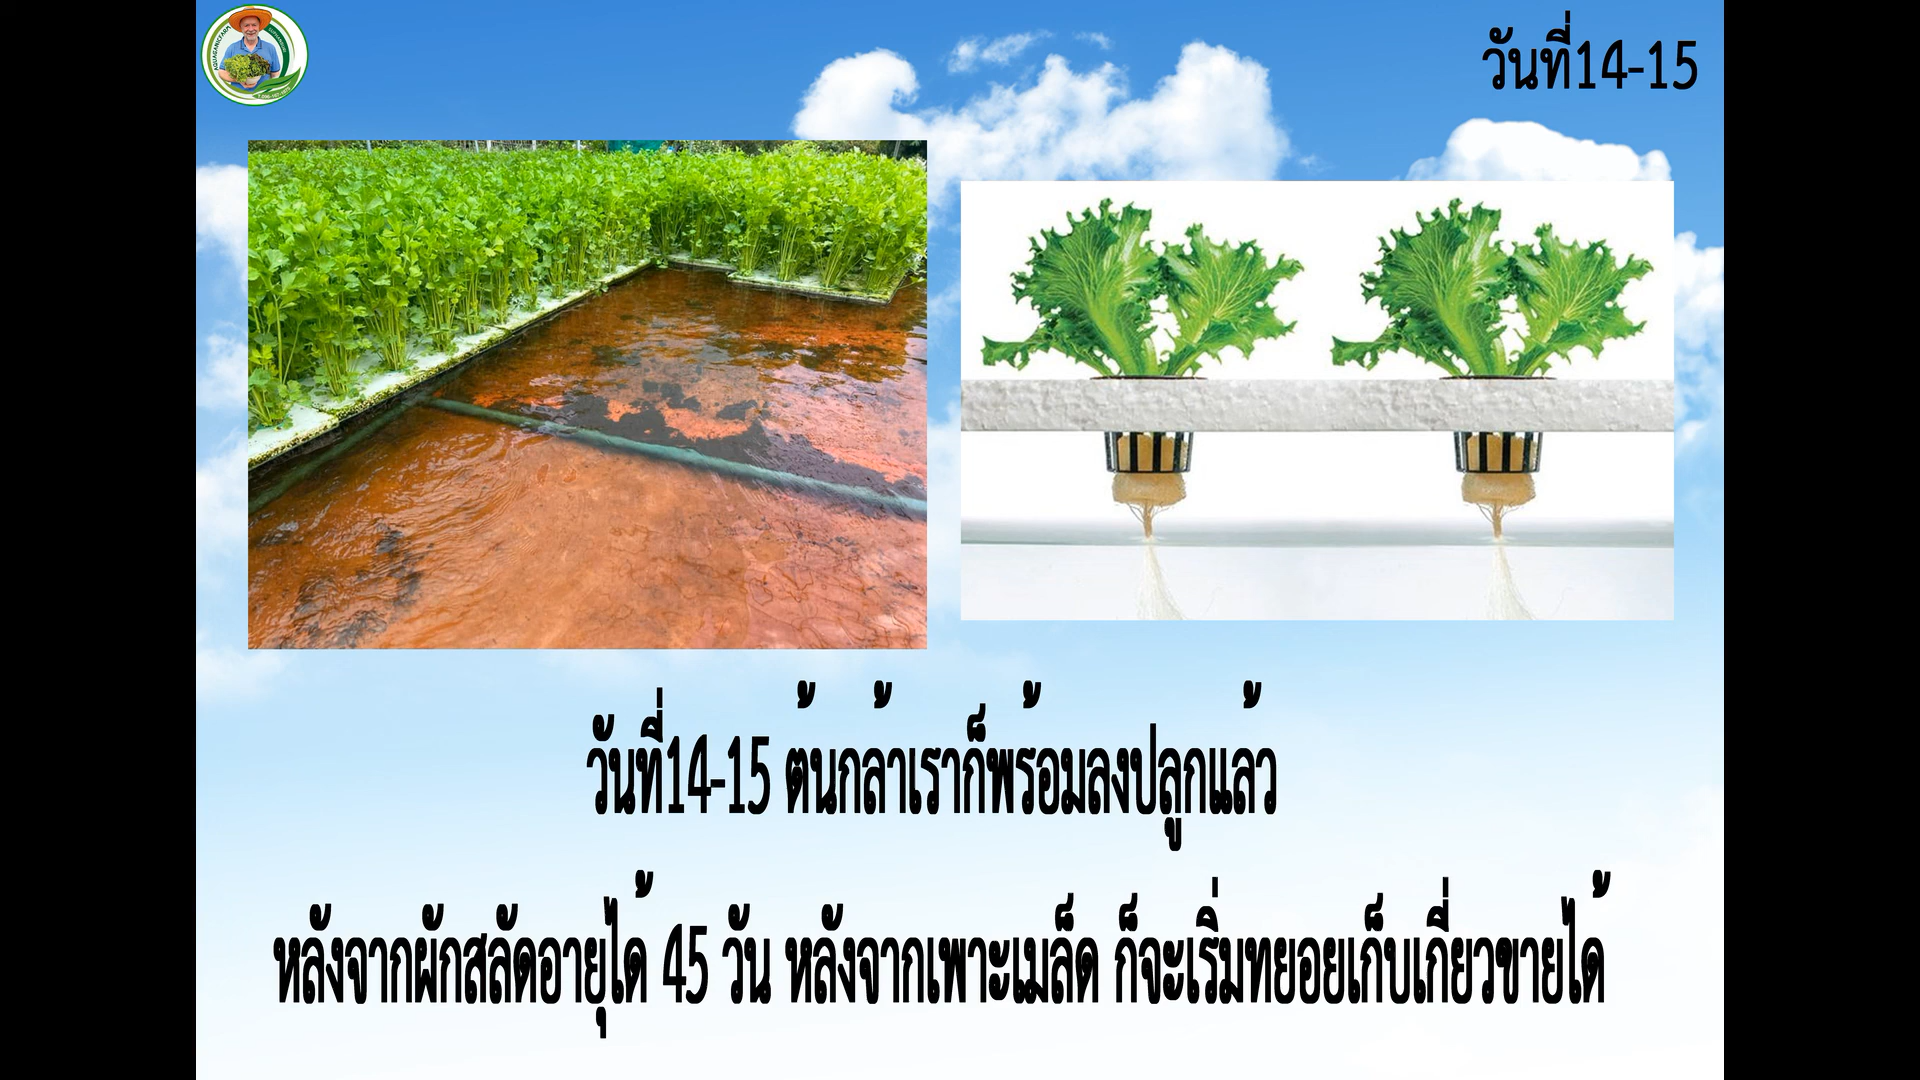 วันที่14-15
วันที่14-15 ต้นกล้าเราก็พร้อมลงปลูกแล้ว
หลังจากผักสลัดอายุได้ 45 วัน หลังจากเพาะเมล็ด ก็จะเริ่มทยอยเก็บเกี่ยวขายได้